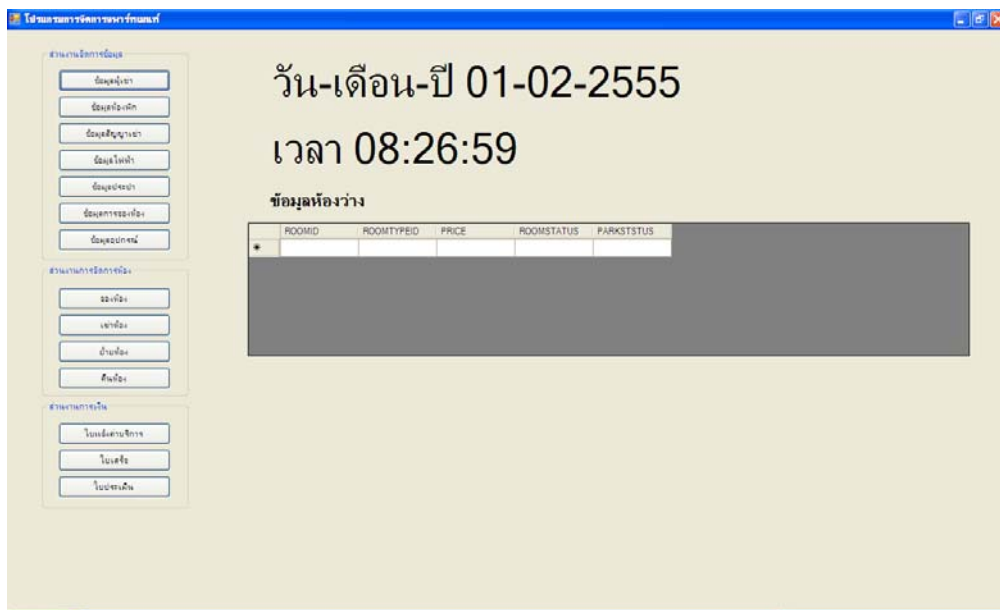 โปรแกรมการจัดการอพาร์ทเมนท์
ส่วนงานจัดการข้อมูล
ข้อมูลผู้เช่า
ข้อมูลห้องพัก
ข้อมูลสัญญาเช่า
ข้อมูลไฟฟ้า
ข้อมูลประปา
ข้อมูลการจองห้อง
ข้อมูลอุปกรณ์
ส่วนงานการจัดการห้อง
จองห้อง
เช่าห้อง
ย้ายห้อง
คืนห้อง
ส่วนงานการเงิน
ใบแจ้งค่าบริการ
ใบเสร็จ
ใบประเมิน
วัน-เดือน-ปี 01-02-2555
เวลา 08:26:59
ข้อมูลห้องว่าง
ROOMID ROOMTYPEID PRICE ROOMSTATUS PARKSTSTUS